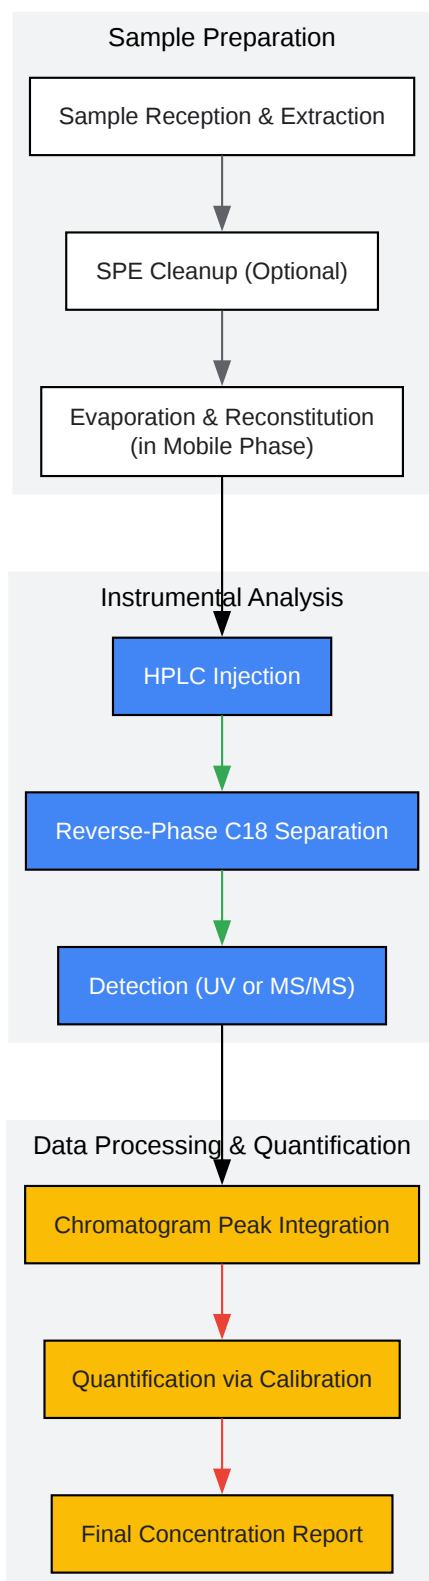 Sample Preparation
Sample Reception & Extraction
SPE Cleanup (Optional)
Evaporation & Reconstitution
(in Mobile Phase)
Instrumental Analysis
HPLC Injection
Reverse-Phase C18 Separation
Detection (UV or MS/MS)
Data Processing & Quantification
Chromatogram Peak Integration
Quantification via Calibration
Final Concentration Report